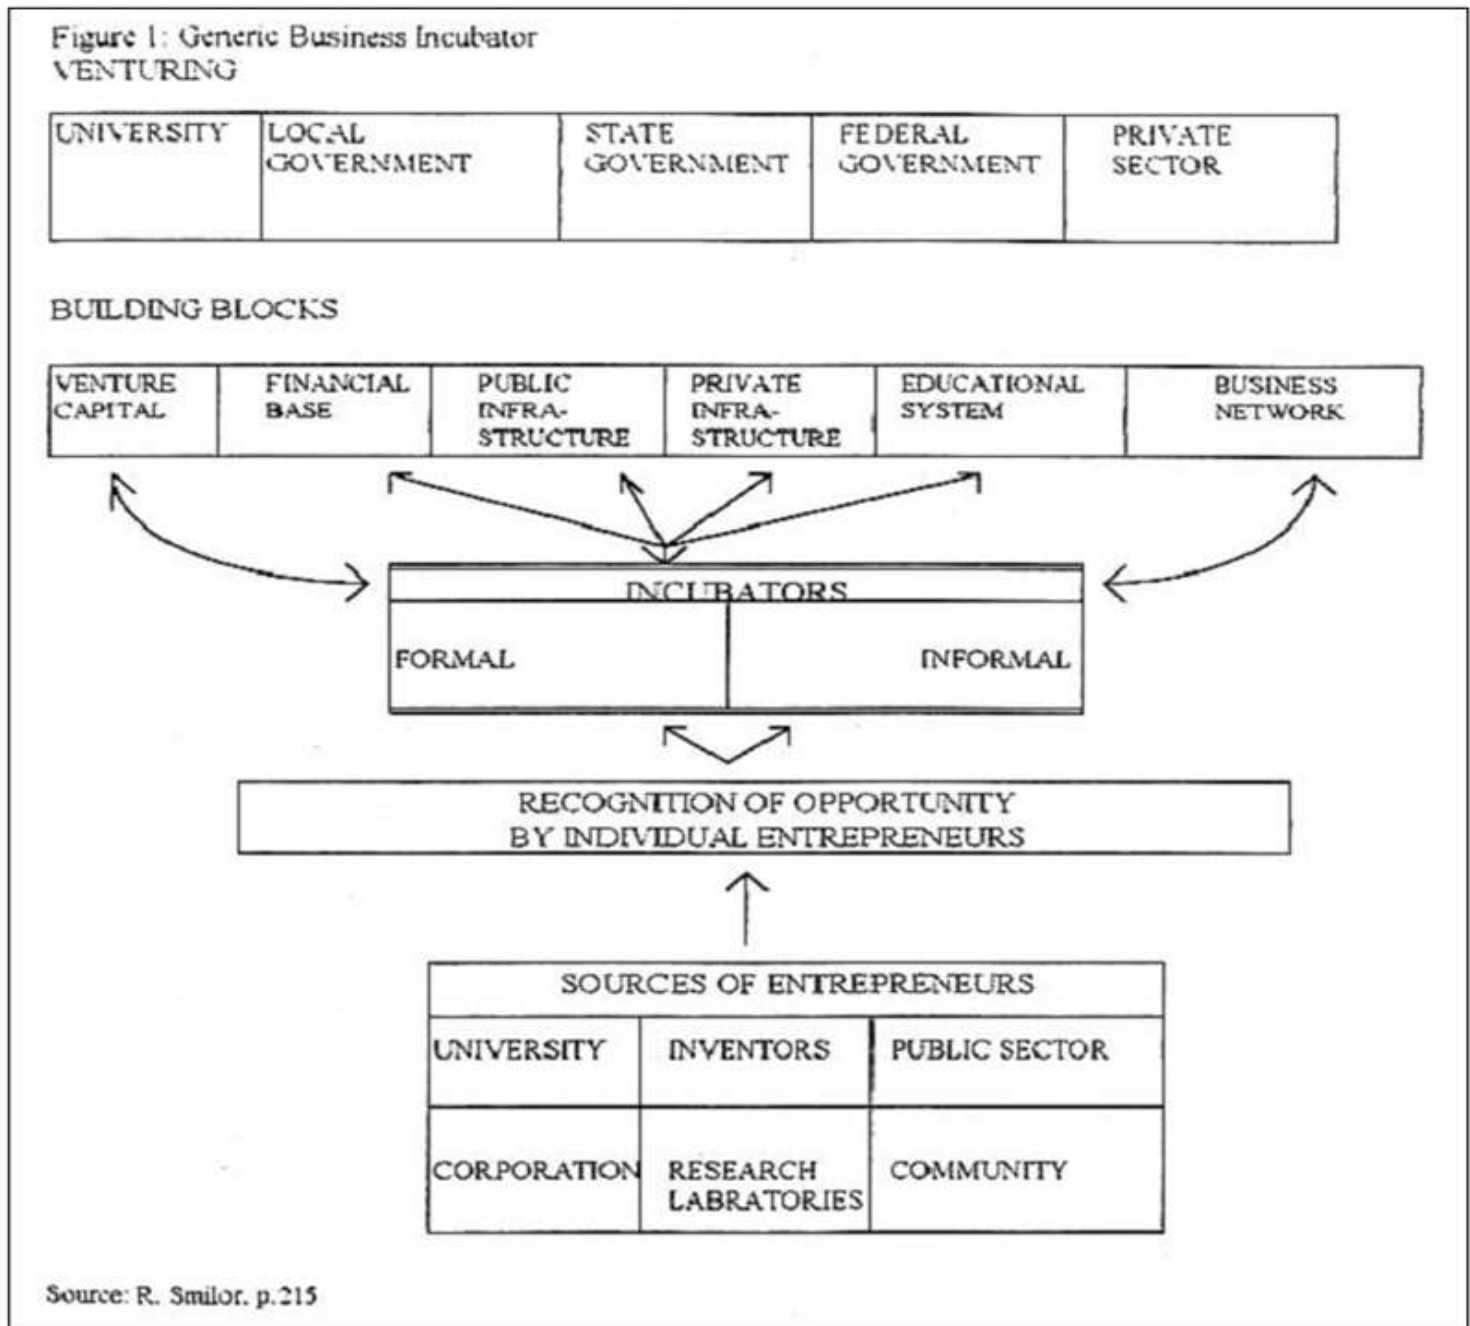 Figure 1: Generic Business Incubator
VENTURING
UNIVERSITY
LOCAL
GOVERNMENT
STATE
GOVERNMENT
FEDERAL
GOVERNMENT
PRIVATE
SECTOR
BUILDING BLOCKS
VENTURE
CAPITAL
FINANCIAL
BASE
PUBLIC
INFRA-
STRUCTURE
PRIVATE
INFRA-
STRUCTURE
EDUCATIONAL
SYSTEM
BUSINESS
NETWORK
INCUBATORS
FORMAL
INFORMAL
RECOGNITION OF OPPORTUNITY
BY INDIVIDUAL ENTREPRENEURS
SOURCES OF ENTREPRENEURS
UNIVERSITY
INVENTORS
PUBLIC SECTOR
CORPORATION
RESEARCH
LABRATORIES
COMMUNITY
Source: R. Smilor. p.215